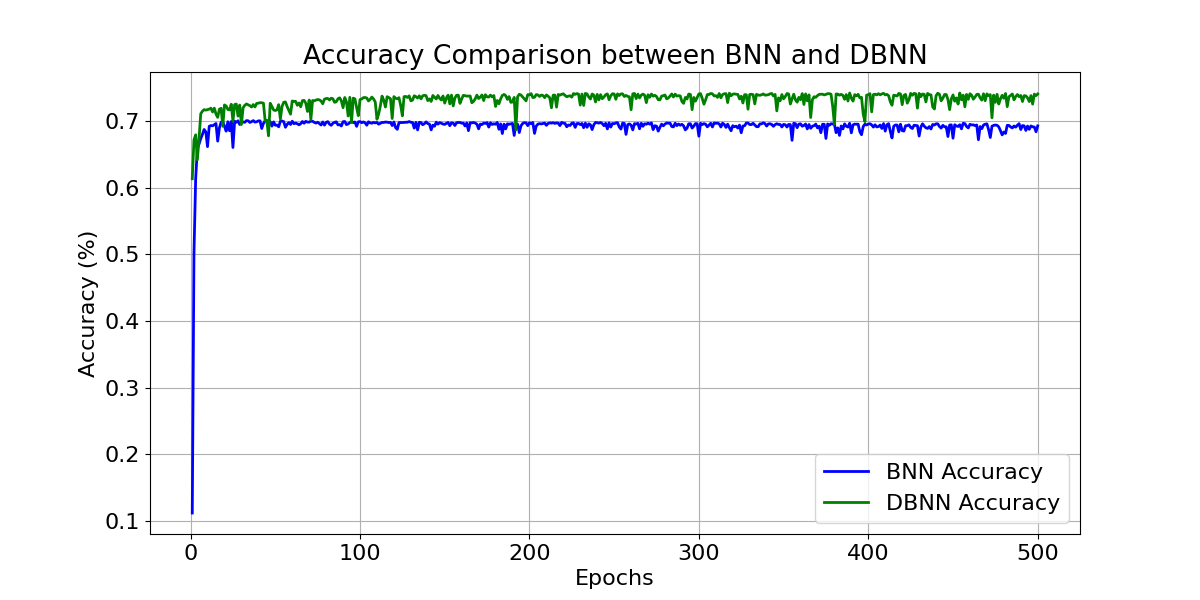 Accuracy Comparison between BNN and DBNN
Accuracy (%)
0.7
0.6
0.5
0.4
0.3
0.2
0.1
BNN Accuracy
DBNN Accuracy
0 100 200 300 400 500
Epochs